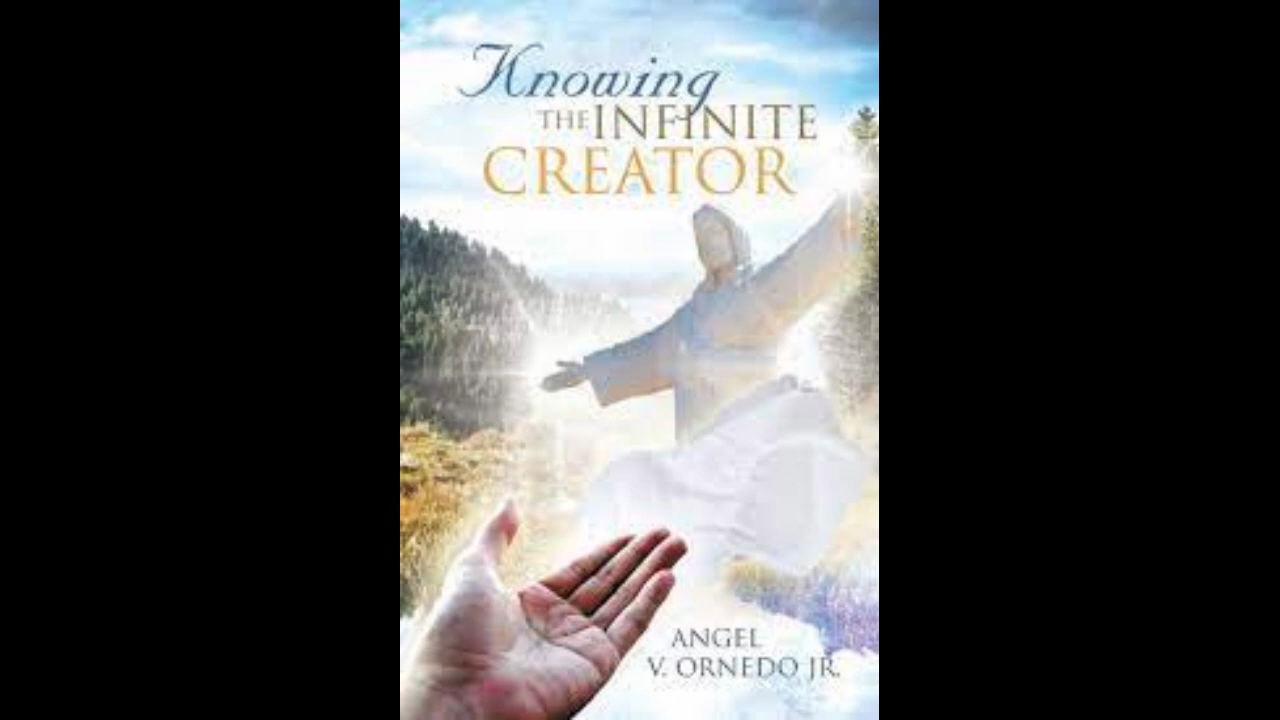 Knowing
THE INFINITE
CREATOR
ANGEL
V. ORNEDO JR.